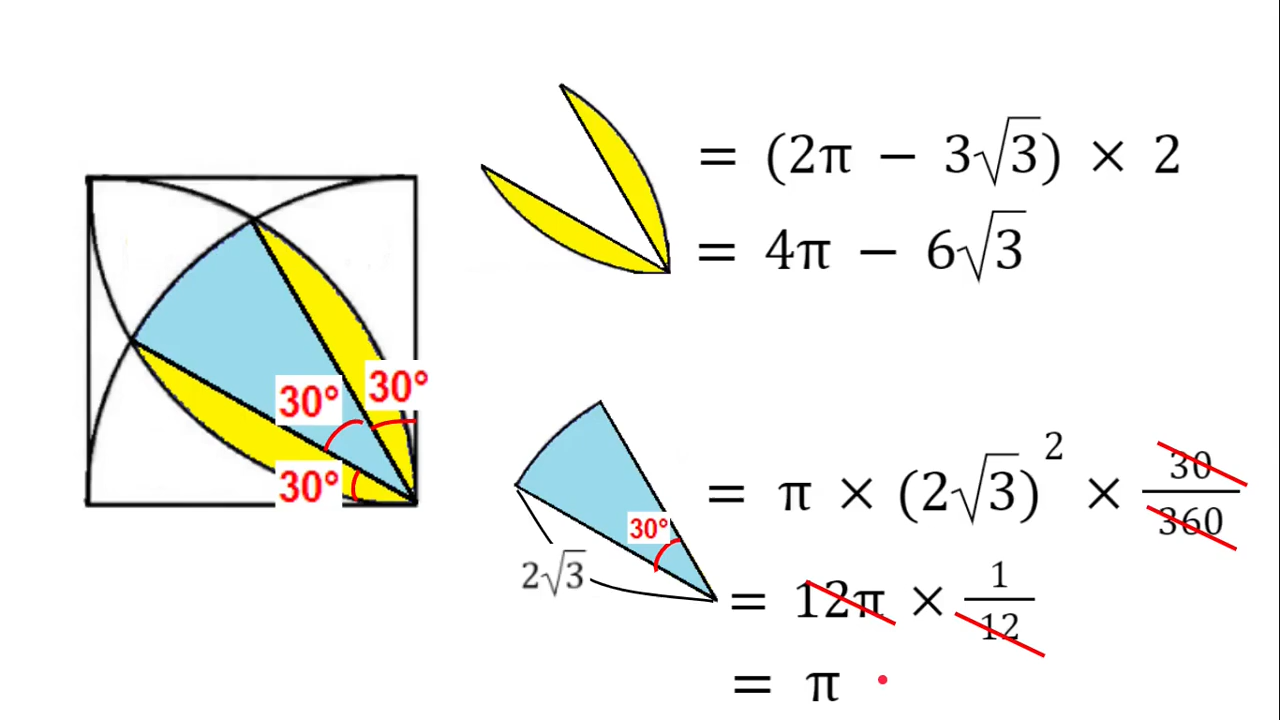 = (2π − 3√3) × 2
= 4π − 6√3
30°
30°
30°
= π × (2√3)² × 30/360
30°
2√3
= 12π × 1/12
= π